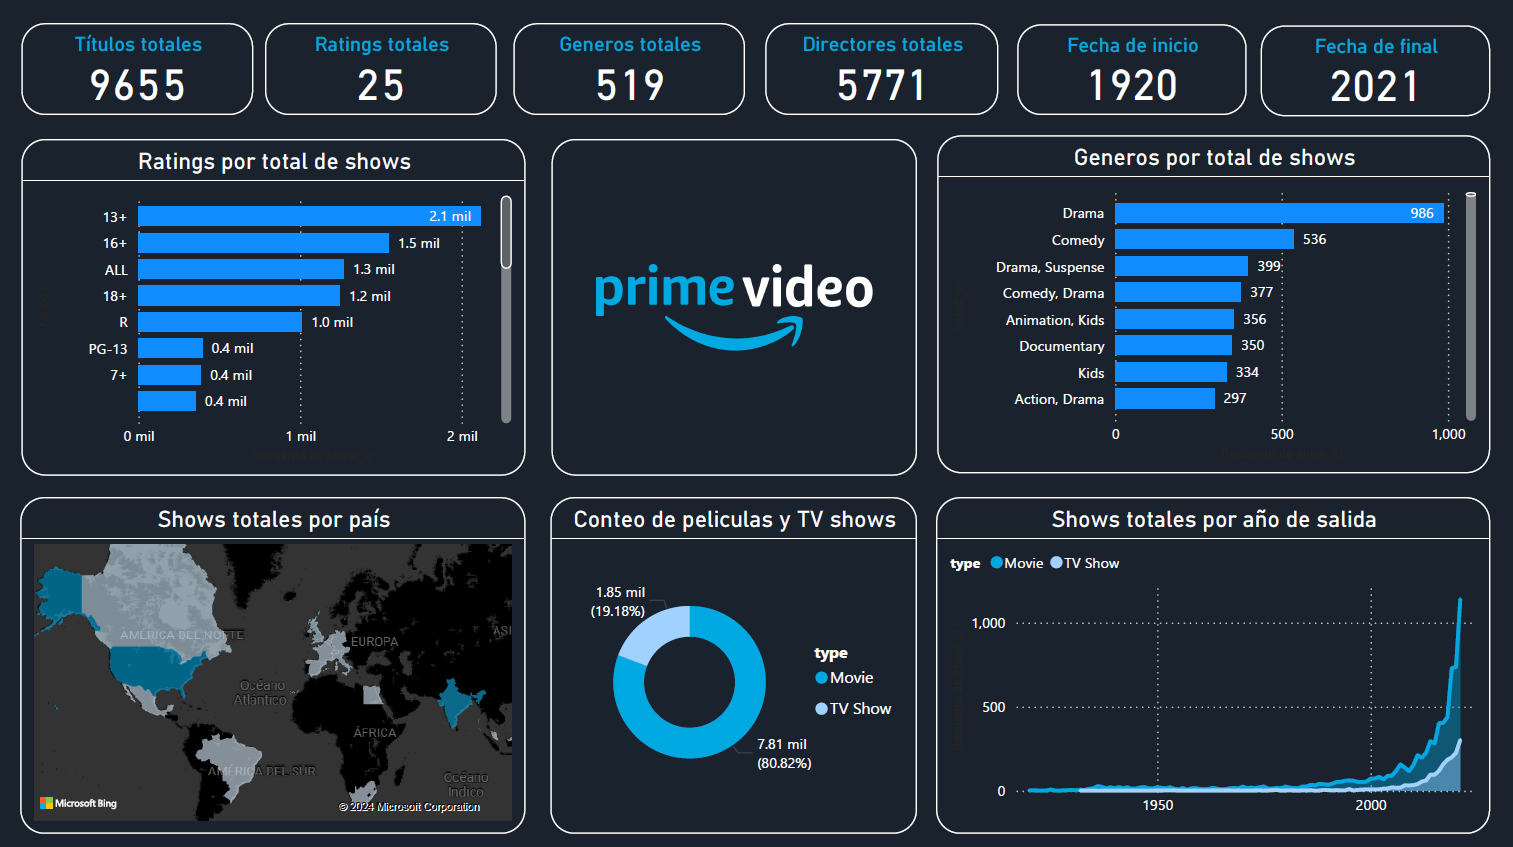 Títulos totales
9655
Ratings totales
25
Generos totales
519
Directores totales
5771
Fecha de inicio
1920
Fecha de final
2021
Ratings por total de shows
13+
2.1 mil
16+
1.5 mil
ALL
1.3 mil
18+
1.2 mil
R
1.0 mil
PG-13
0.4 mil
7+
0.4 mil
0.4 mil
0 mil
1 mil
2 mil
prime video
Generos por total de shows
Drama
986
Comedy
536
Drama, Suspense
399
Comedy, Drama
377
Animation, Kids
356
Documentary
350
Kids
334
Action, Drama
297
0
500
1,000
Shows totales por país
AMÉRICA DEL NORTE
EUROPA
ASI
Océano
Atlántico
ÁFRICA
AMÉRICA DEL SUR
Océano
Índico
Microsoft Bing
© 2024 Microsoft Corporation
Conteo de peliculas y TV shows
1.85 mil
(19.18%)
type
Movie
TV Show
7.81 mil
(80.82%)
Shows totales por año de salida
type Movie TV Show
1,000
500
0
1950
2000